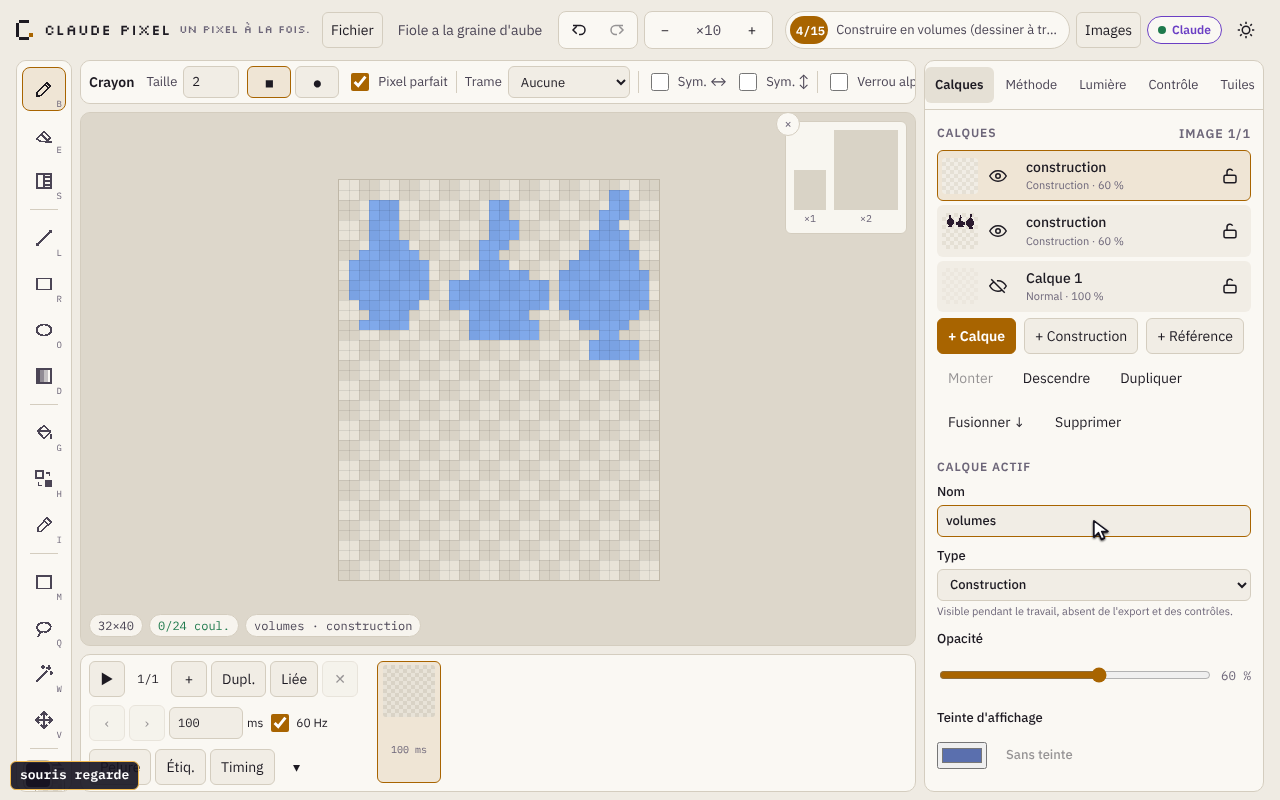 CLAUDE PIXEL
UN PIXEL À LA FOIS.
Fichier
Fiole a la graine d'aube
−
×10
+
4/15
Construire en volumes (dessiner à tr…
Images
Claude
Crayon
Taille
2
Pixel parfait
Trame
Aucune
Sym. ↔
Sym. ↕
Verrou alp
B
E
S
L
R
O
D
G
H
I
M
Q
W
V
×
×1
×2
32×40
0/24 coul.
volumes · construction
1/1
+
Dupl.
Liée
×
‹
›
100
ms
60 Hz
Étiq.
Timing
▼
100 ms
souris regarde
Calques
Méthode
Lumière
Contrôle
Tuiles
CALQUES
IMAGE 1/1
construction
Construction · 60 %
construction
Construction · 60 %
Calque 1
Normal · 100 %
+ Calque
+ Construction
+ Référence
Monter
Descendre
Dupliquer
Fusionner ↓
Supprimer
CALQUE ACTIF
Nom
volumes
Type
Construction
Visible pendant le travail, absent de l'export et des contrôles.
Opacité
60 %
Teinte d'affichage
Sans teinte